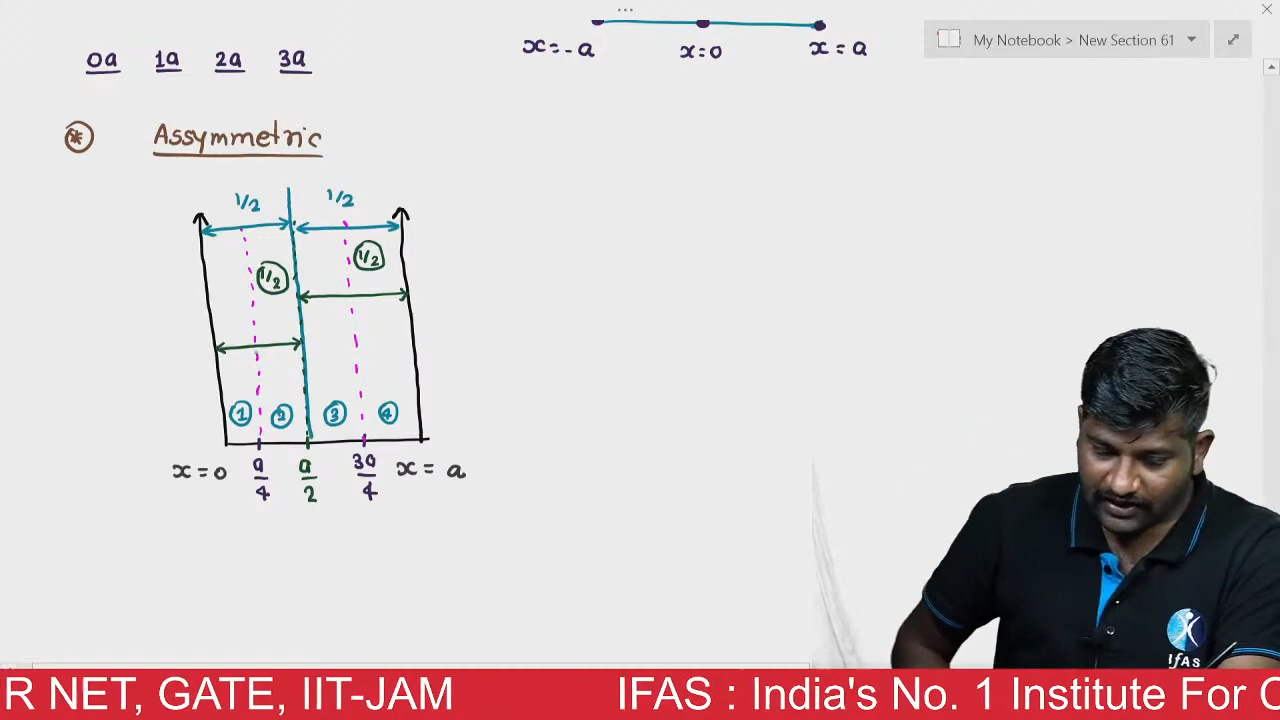 x=-a x=0 x=a
My Notebook > New Section 61
0a 1a 2a 3a
* Assymmetric
1/2 1/2
1/2 1/2
1 2 3 4
x=0 a/4 a/2 3a/4 x= a
IfAS
R NET, GATE, IIT-JAM IFAS : India's No. 1 Institute For C